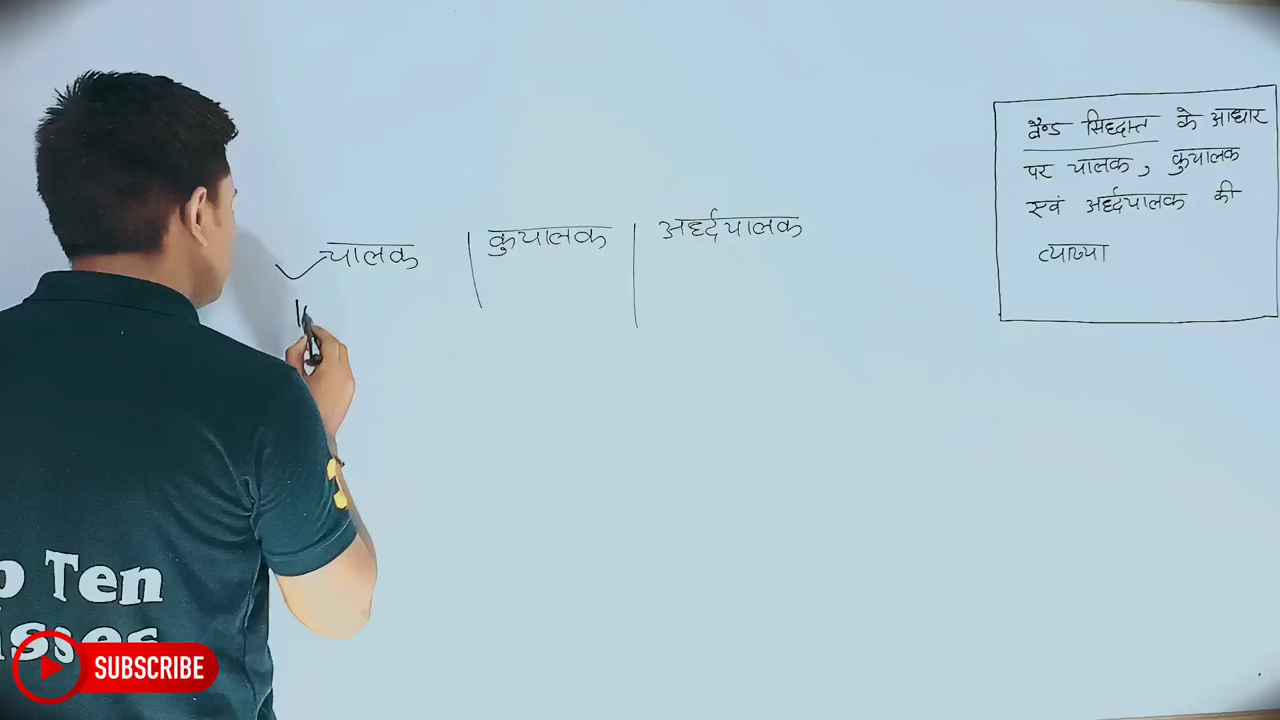 बैन्ड सिद्धान्त के आधार
पर चालक, कुचालक
एवं अर्द्धचालक की
व्याख्या
चालक
कुचालक
अर्द्धचालक
Ten
SUBSCRIBE